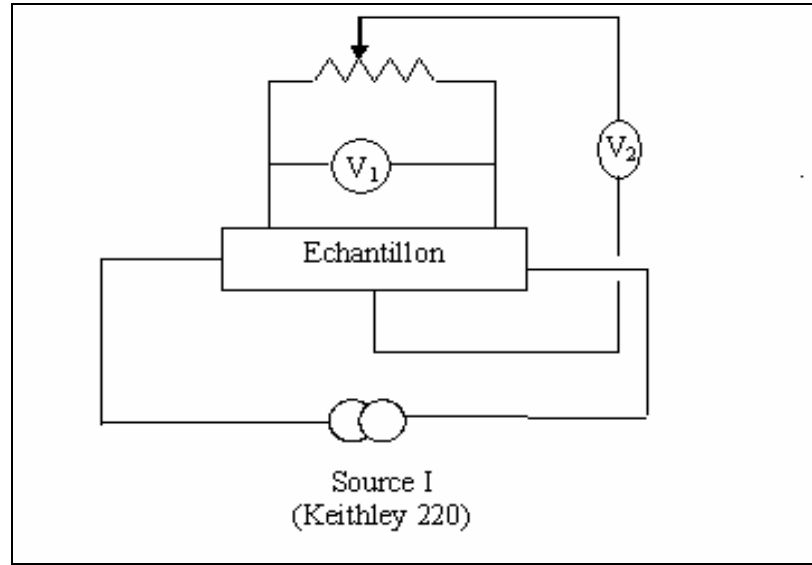 V₂
V₁
Echantillon
Source I
(Keithley 220)